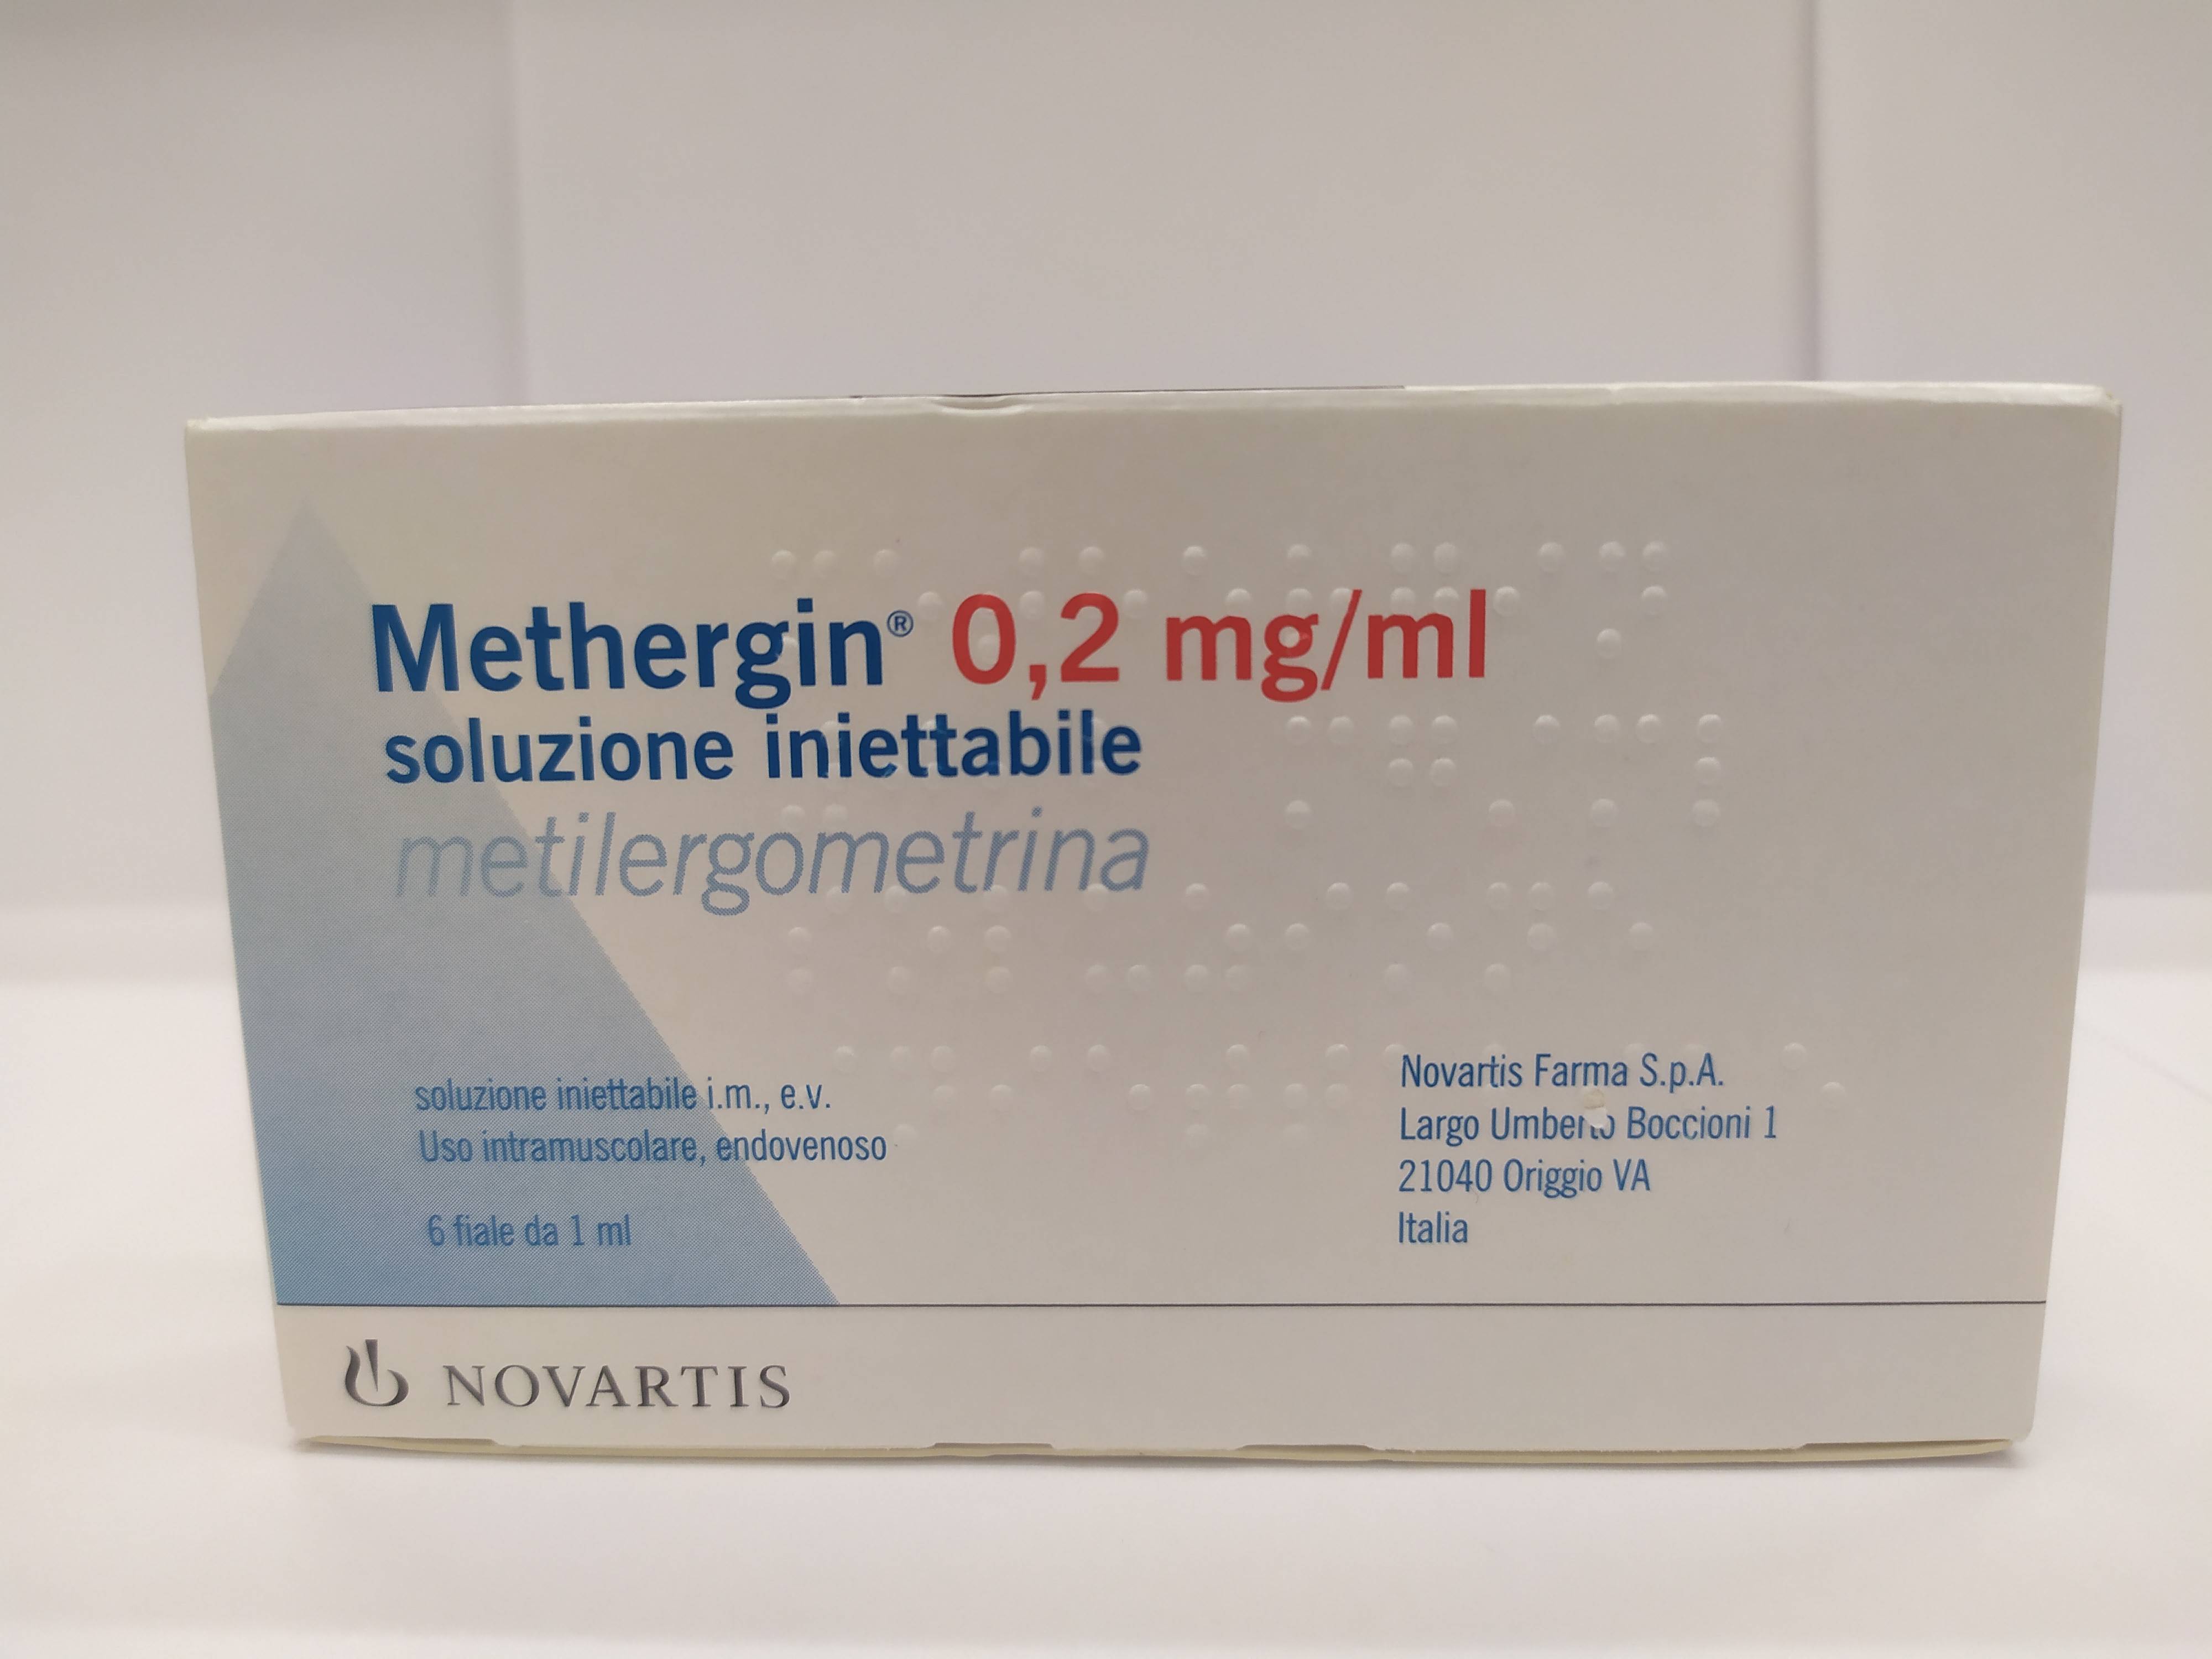 Methergin® 0,2 mg/ml
soluzione iniettabile
metilergometrina
soluzione iniettabile i.m., e.v.
Uso intramuscolare, endovenoso
6 fiale da 1 ml
Novartis Farma S.p.A.
Largo Umberto Boccioni 1
21040 Origgio VA
Italia
NOVARTIS